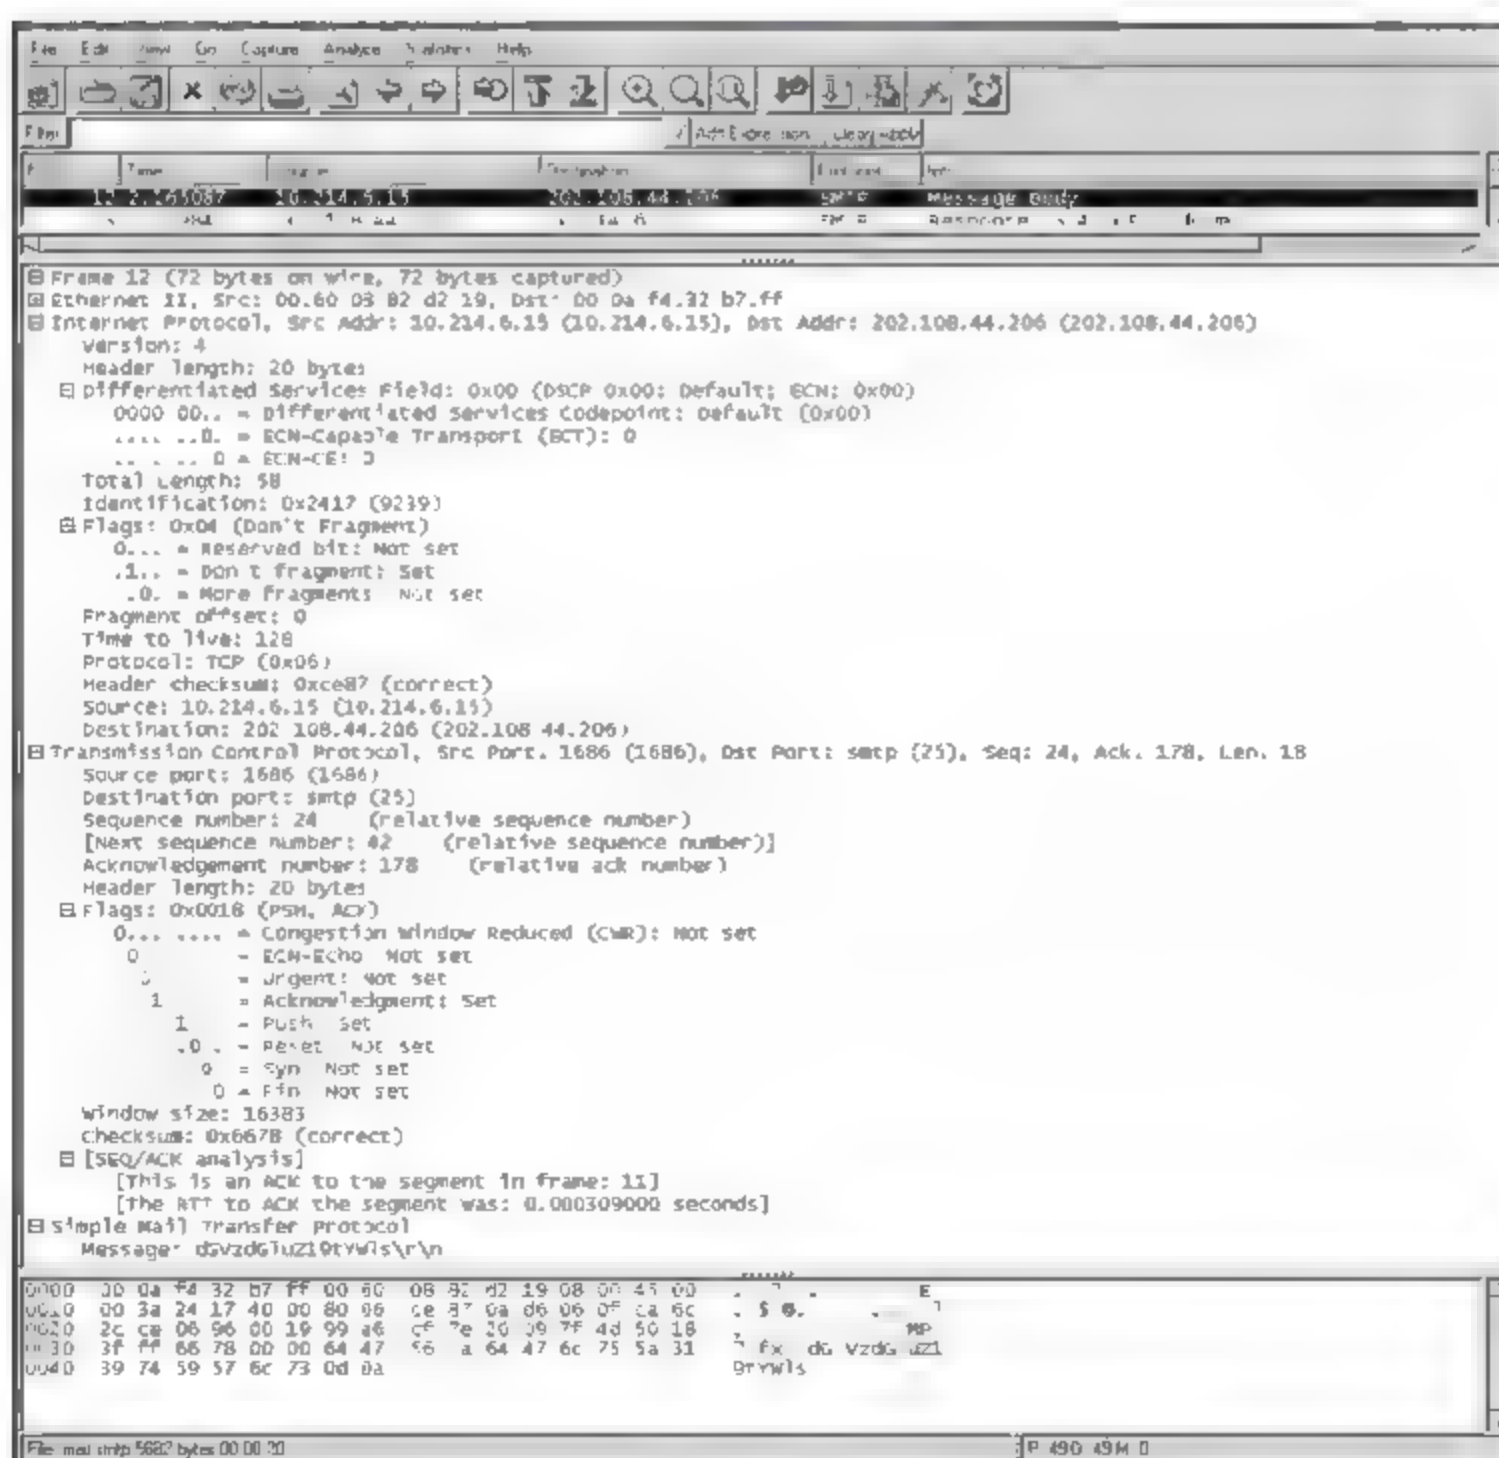 File Edit View Go Capture Analyze Statistics Help
Filter
Time
12 2.265087 10.214.6.15 202.108.44.206 SMTP Message Body
Frame 12 (72 bytes on wire, 72 bytes captured)
Ethernet II, Src: 00:60:08:82:d2:19, Dst: 00:0a:f4:32:b7:ff
Internet Protocol, Src Addr: 10.214.6.15 (10.214.6.15), Dst Addr: 202.108.44.206 (202.108.44.206)
Version: 4
Header length: 20 bytes
Differentiated Services Field: 0x00 (DSCP 0x00: Default; ECN: 0x00)
0000 00.. = Differentiated Services Codepoint: Default (0x00)
.... ..0. = ECN-Capable Transport (ECT): 0
.... ...0 = ECN-CE: 0
Total Length: 58
Identification: 0x2417 (9239)
Flags: 0x04 (Don't Fragment)
0... = Reserved bit: Not set
.1.. = Don't fragment: Set
..0. = More fragments: Not set
Fragment offset: 0
Time to live: 128
Protocol: TCP (0x06)
Header checksum: 0xce87 (correct)
Source: 10.214.6.15 (10.214.6.15)
Destination: 202.108.44.206 (202.108.44.206)
Transmission Control Protocol, Src Port: 1686 (1686), Dst Port: smtp (25), Seq: 24, Ack: 178, Len: 18
Source port: 1686 (1686)
Destination port: smtp (25)
Sequence number: 24 (relative sequence number)
[Next sequence number: 42 (relative sequence number)]
Acknowledgement number: 178 (relative ack number)
Header length: 20 bytes
Flags: 0x0018 (PSH, ACK)
0... .... = Congestion Window Reduced (CWR): Not set
0 = ECN-Echo: Not set
0 = Urgent: Not set
1 = Acknowledgment: Set
1 = Push: Set
.0.. = Reset: Not set
0 = Syn: Not set
0 = Fin: Not set
Window size: 16383
Checksum: 0x6678 (correct)
[SEQ/ACK analysis]
[This is an ACK to the segment in frame: 11]
[The RTT to ACK the segment was: 0.000309000 seconds]
Simple Mail Transfer Protocol
Message: dGVzdGluZ19tYWls\r\n
0000 00 0a f4 32 b7 ff 00 60 08 82 d2 19 08 00 45 00
0010 00 3a 24 17 40 00 80 06 ce 87 0a d6 06 0f ca 6c
0020 2c ce 06 96 00 19 99 a6 cf 7e 20 09 7f 4d 50 18
0030 3f ff 66 78 00 00 64 47 56 a 64 47 6c 75 5a 31
0040 39 74 59 57 6c 73 0d 0a 9tYWls